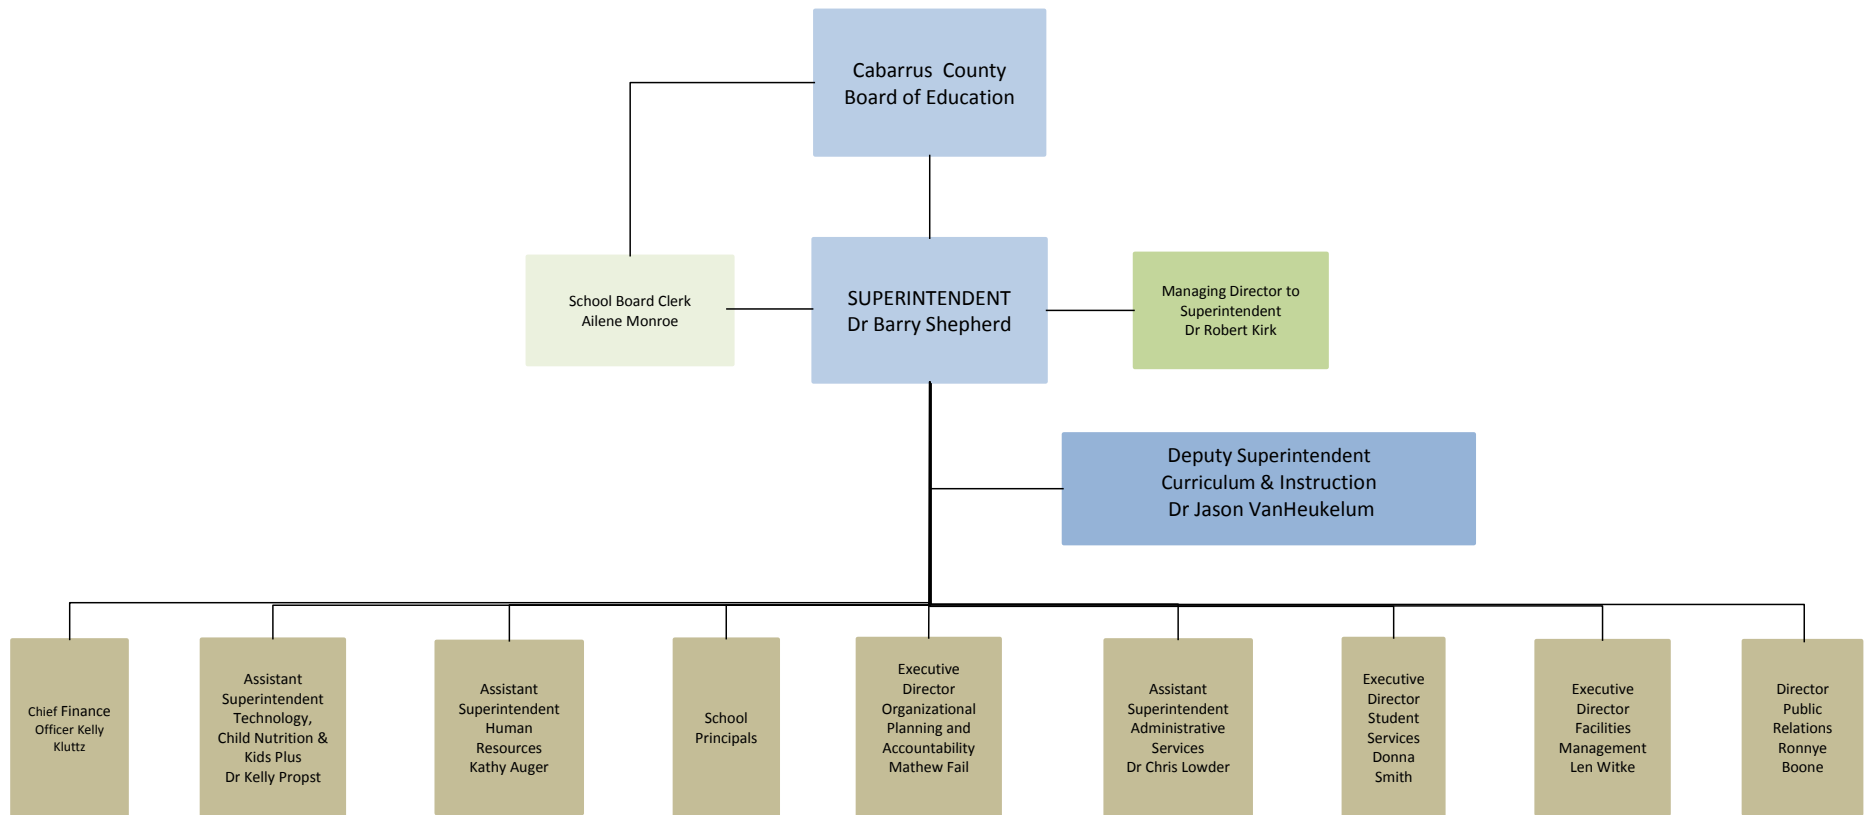 Cabarrus County
Board of Education
School Board Clerk
Ailene Monroe
SUPERINTENDENT
Dr Barry Shepherd
Managing Director to
Superintendent
Dr Robert Kirk
Deputy Superintendent
Curriculum & Instruction
Dr Jason VanHeukelum
Chief Finance
Officer Kelly
Kluttz
Assistant
Superintendent
Technology,
Child Nutrition &
Kids Plus
Dr Kelly Propst
Assistant
Superintendent
Human
Resources
Kathy Auger
School
Principals
Executive
Director
Organizational
Planning and
Accountability
Mathew Fail
Assistant
Superintendent
Administrative
Services
Dr Chris Lowder
Executive
Director
Student
Services
Donna
Smith
Executive
Director
Facilities
Management
Len Witke
Director
Public
Relations
Ronnye
Boone